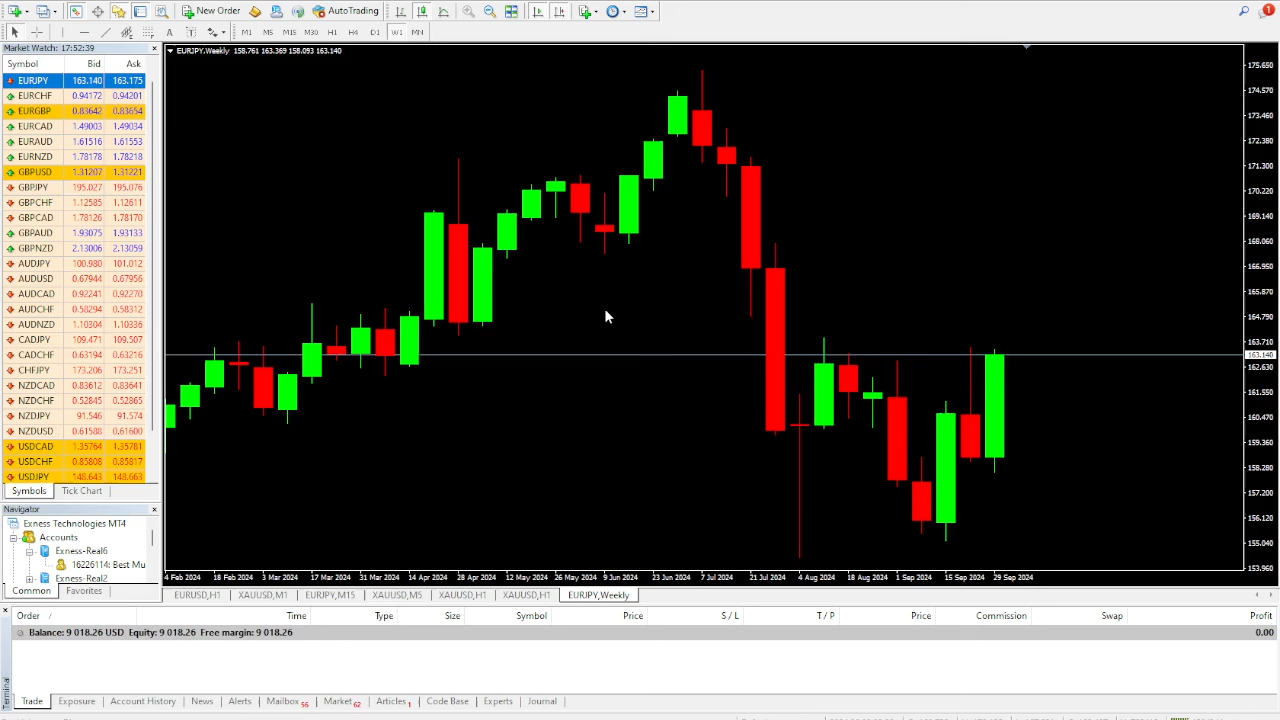 New Order AutoTrading 1
A T M1 M5 M15 M30 H1 H4 D1 W1 MN
Market Watch: 17:52:39
Symbol Bid Ask
EURJPY 163.140 163.175
EURCHF 0.94172 0.94201
EURGBP 0.83642 0.83654
EURCAD 1.49003 1.49034
EURAUD 1.61516 1.61553
EURNZD 1.78178 1.78218
GBPUSD 1.31207 1.31221
GBPJPY 195.027 195.076
GBPCHF 1.12585 1.12611
GBPCAD 1.78126 1.78170
GBPAUD 1.93075 1.93133
GBPNZD 2.13006 2.13059
AUDJPY 100.980 101.012
AUDUSD 0.67944 0.67956
AUDCAD 0.92241 0.92270
AUDCHF 0.58294 0.58312
AUDNZD 1.10304 1.10336
CADJPY 109.471 109.507
CADCHF 0.63194 0.63216
CHFJPY 173.206 173.251
NZDCAD 0.83612 0.83641
NZDCHF 0.52845 0.52865
NZDJPY 91.546 91.574
NZDUSD 0.61588 0.61600
USDCAD 1.35764 1.35781
USDCHF 0.85808 0.85817
USDJPY 148.643 148.663
Symbols Tick Chart
Navigator
Exness Technologies MT4
Accounts
Exness-Real6
16226114: Best Mu
Exness-Real2
Common Favorites
EURJPY,Weekly 158.761 163.369 158.093 163.140
175.650
174.570
173.460
172.380
171.300
170.220
169.140
168.060
166.950
165.870
164.790
163.710
163.140
162.630
161.550
160.470
159.360
158.280
157.200
156.120
155.040
153.960
4 Feb 2024 18 Feb 2024 3 Mar 2024 17 Mar 2024 31 Mar 2024 14 Apr 2024 28 Apr 2024 12 May 2024 26 May 2024 9 Jun 2024 23 Jun 2024 7 Jul 2024 21 Jul 2024 4 Aug 2024 18 Aug 2024 1 Sep 2024 15 Sep 2024 29 Sep 2024
EURUSD,H1 XAUUSD,M1 EURJPY,M15 XAUUSD,M5 XAUUSD,H1 XAUUSD,H1 EURJPY,Weekly
Order / Time Type Size Symbol Price S / L T / P Price Commission Swap Profit
Balance: 9 018.26 USD Equity: 9 018.26 Free margin: 9 018.26 0.00
Terminal
Trade Exposure Account History News Alerts Mailbox 56 Market 62 Articles 1 Code Base Experts Journal